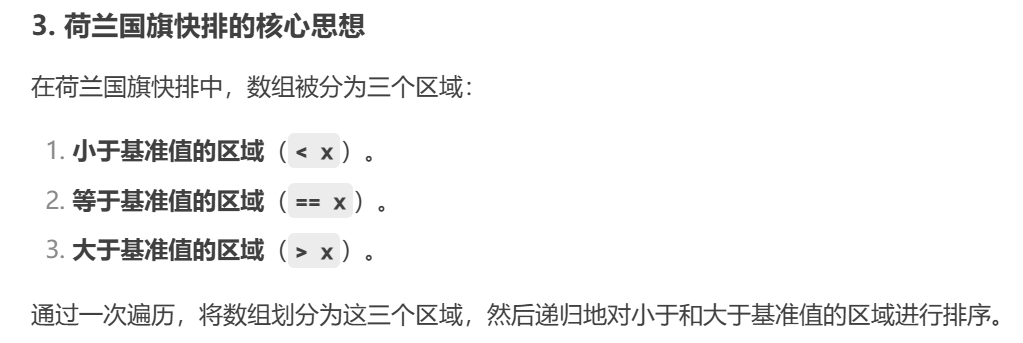 3. 荷兰国旗快排的核心思想
在荷兰国旗快排中，数组被分为三个区域：
1. 小于基准值的区域（< x）。
2. 等于基准值的区域（== x）。
3. 大于基准值的区域（> x）。
通过一次遍历，将数组划分为这三个区域，然后递归地对小于和大于基准值的区域进行排序。